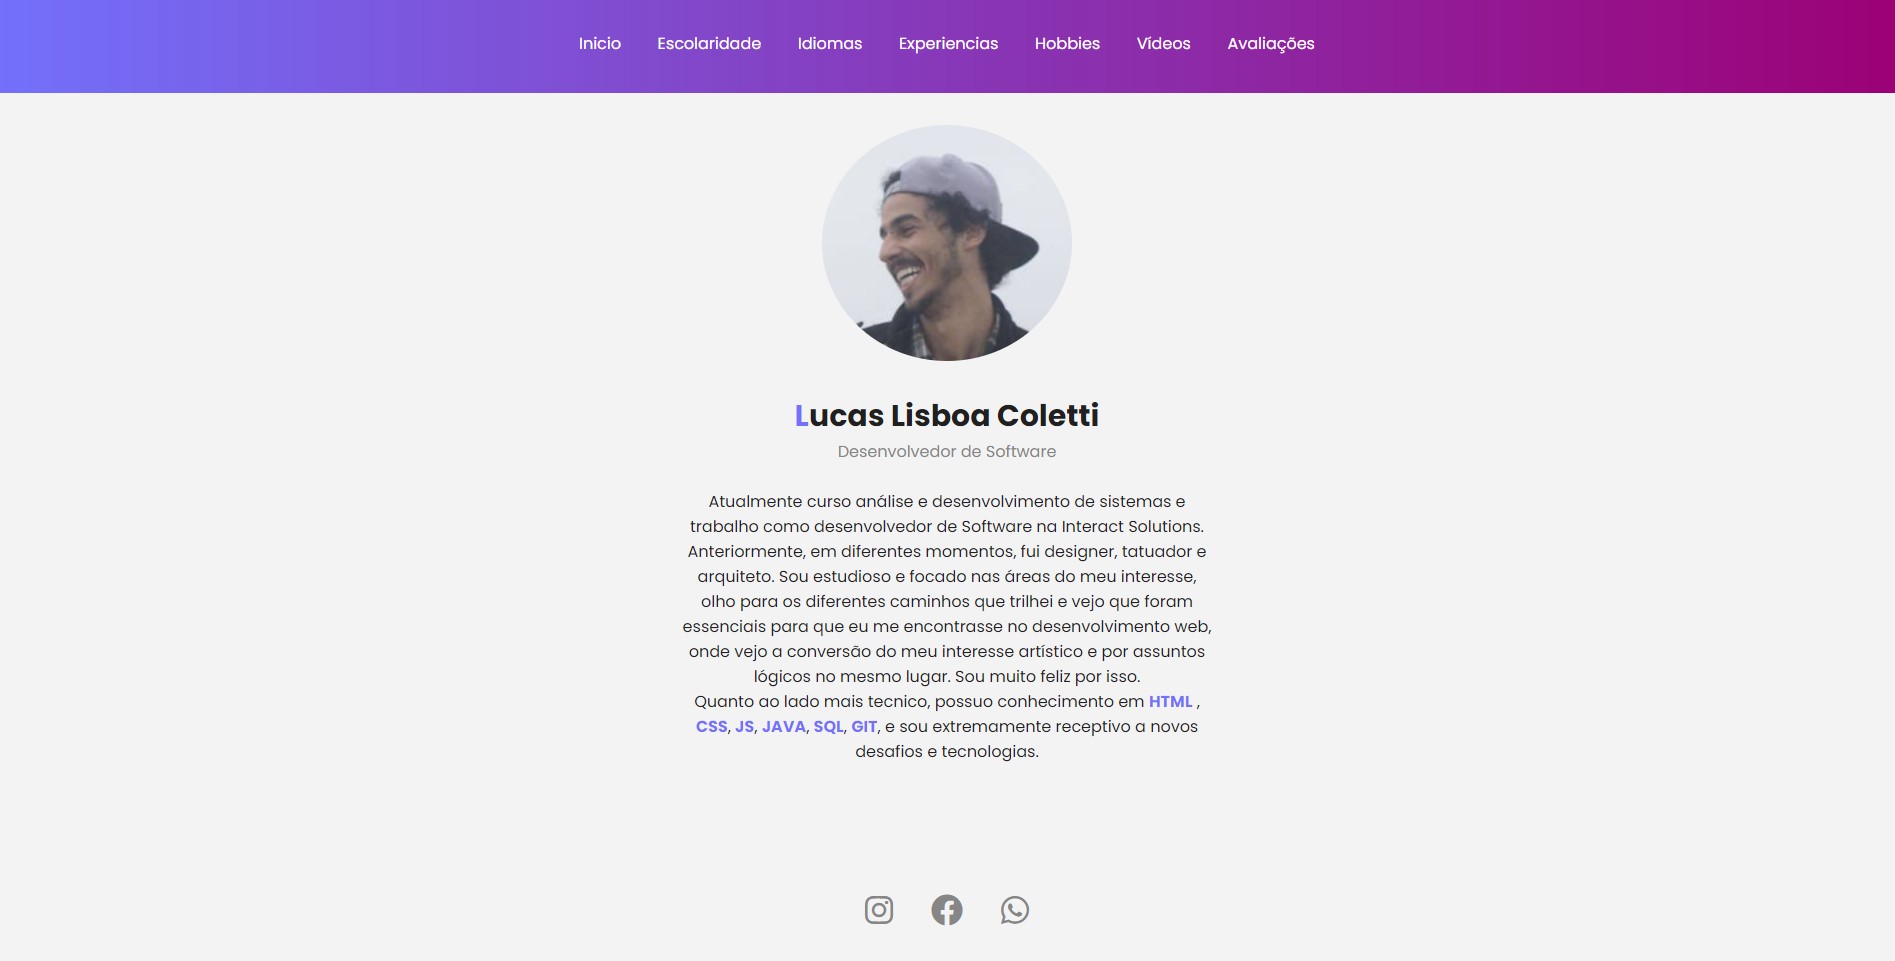 Inicio Escolaridade Idiomas Experiencias Hobbies Vídeos Avaliações
Lucas Lisboa Coletti
Desenvolvedor de Software
Atualmente curso análise e desenvolvimento de sistemas e
trabalho como desenvolvedor de Software na Interact Solutions.
Anteriormente, em diferentes momentos, fui designer, tatuador e
arquiteto. Sou estudioso e focado nas áreas do meu interesse,
olho para os diferentes caminhos que trilhei e vejo que foram
essenciais para que eu me encontrasse no desenvolvimento web,
onde vejo a conversão do meu interesse artístico e por assuntos
lógicos no mesmo lugar. Sou muito feliz por isso.
Quanto ao lado mais tecnico, possuo conhecimento em HTML ,
CSS, JS, JAVA, SQL, GIT, e sou extremamente receptivo a novos
desafios e tecnologias.